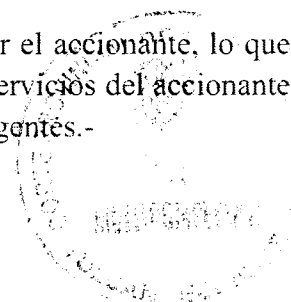 r el accionante, lo que
ervicios del accionante
gentes.-